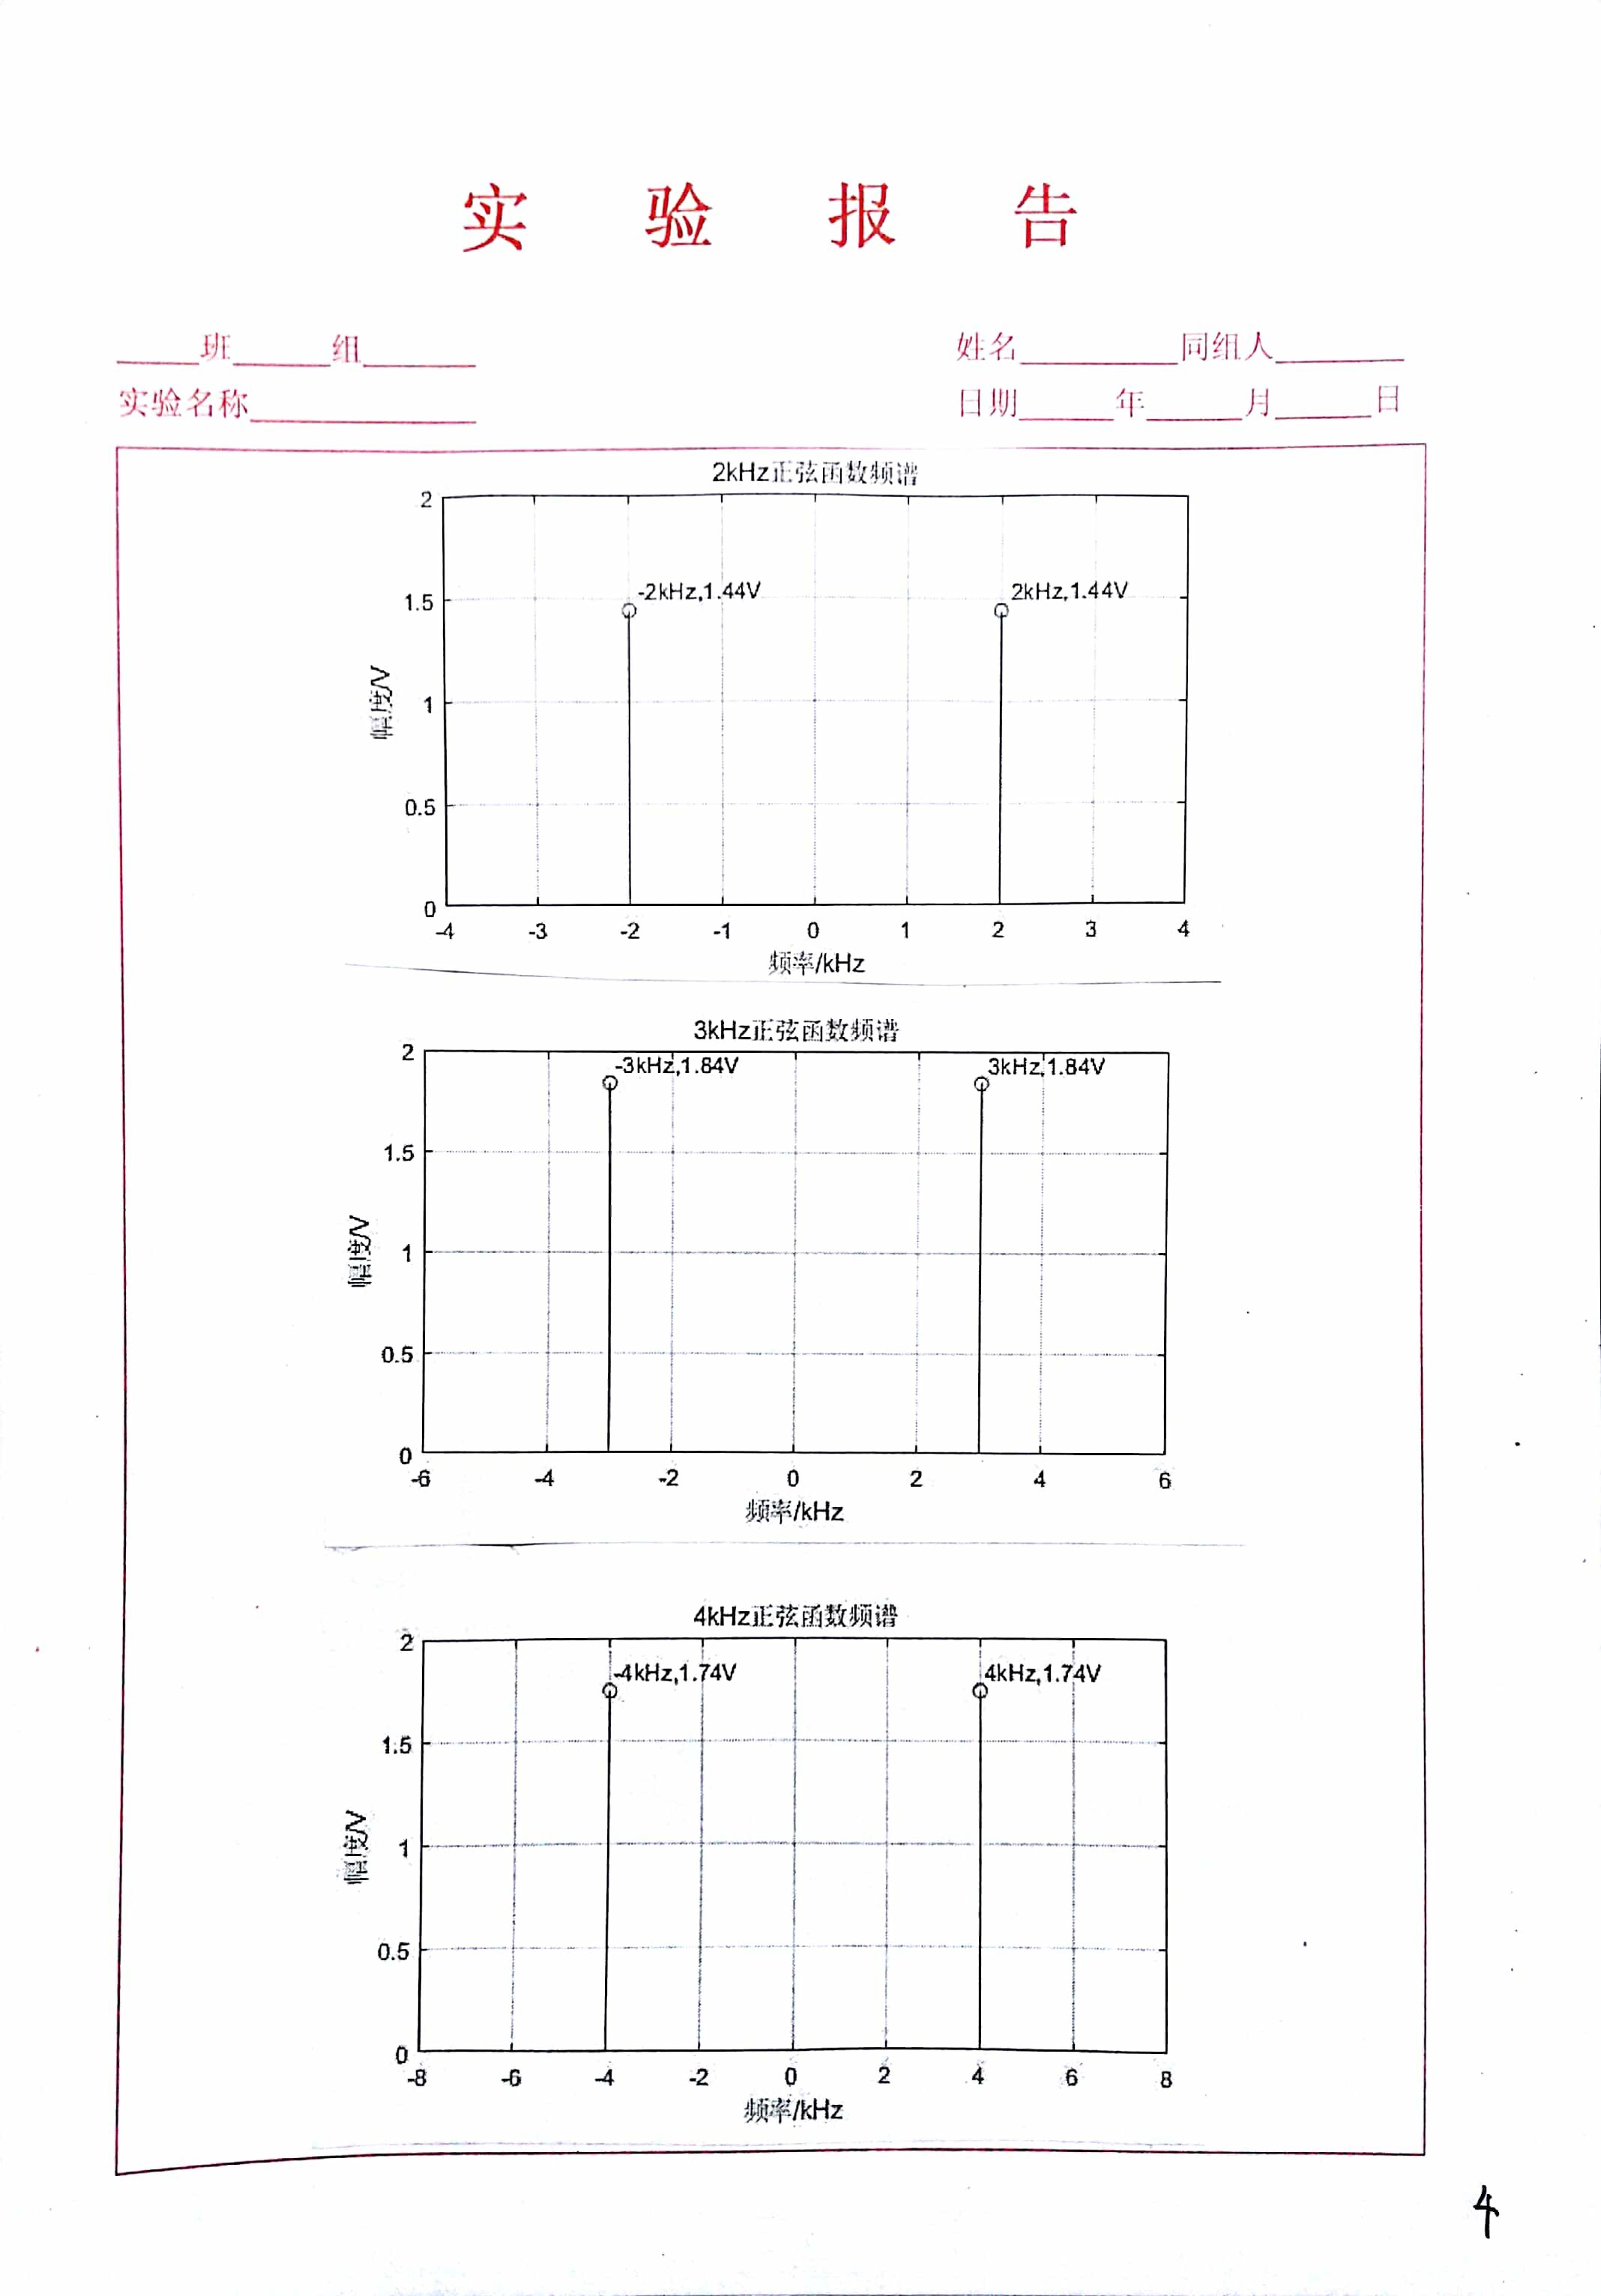 实 验 报 告
____班______组_______ 姓名__________同组人________
实验名称______________ 日期______年______月______日
2kHz正弦函数频谱
2
-2kHz,1.44V 2kHz,1.44V
1.5
幅度/V
1
0.5
0
-4 -3 -2 -1 0 1 2 3 4
频率/kHz
3kHz正弦函数频谱
2
-3kHz,1.84V 3kHz,1.84V
1.5
幅度/V
1
0.5
0
-6 -4 -2 0 2 4 6
频率/kHz
4kHz正弦函数频谱
2
-4kHz,1.74V 4kHz,1.74V
1.5
幅度/V
1
0.5
0
-8 -6 -4 -2 0 2 4 6 8
频率/kHz
4